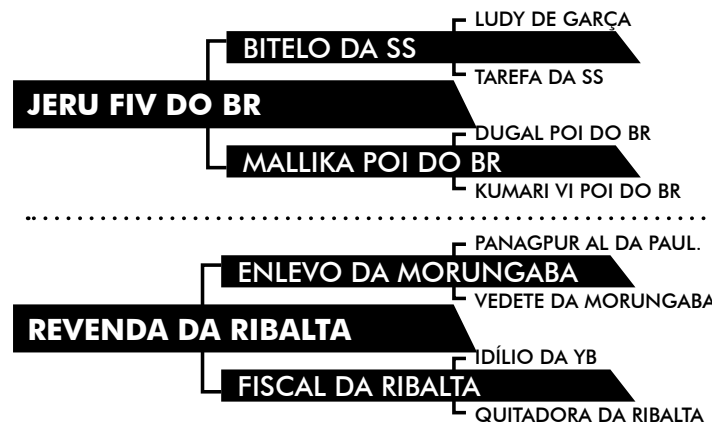 LUDY DE GARÇA
BITELO DA SS
TAREFA DA SS
JERU FIV DO BR
DUGAL POI DO BR
MALLIKA POI DO BR
KUMARI VI POI DO BR
PANAGPUR AL DA PAUL.
ENLEVO DA MORUNGABA
VEDETE DA MORUNGABA
REVENDA DA RIBALTA
IDÍLIO DA YB
FISCAL DA RIBALTA
QUITADORA DA RIBALTA